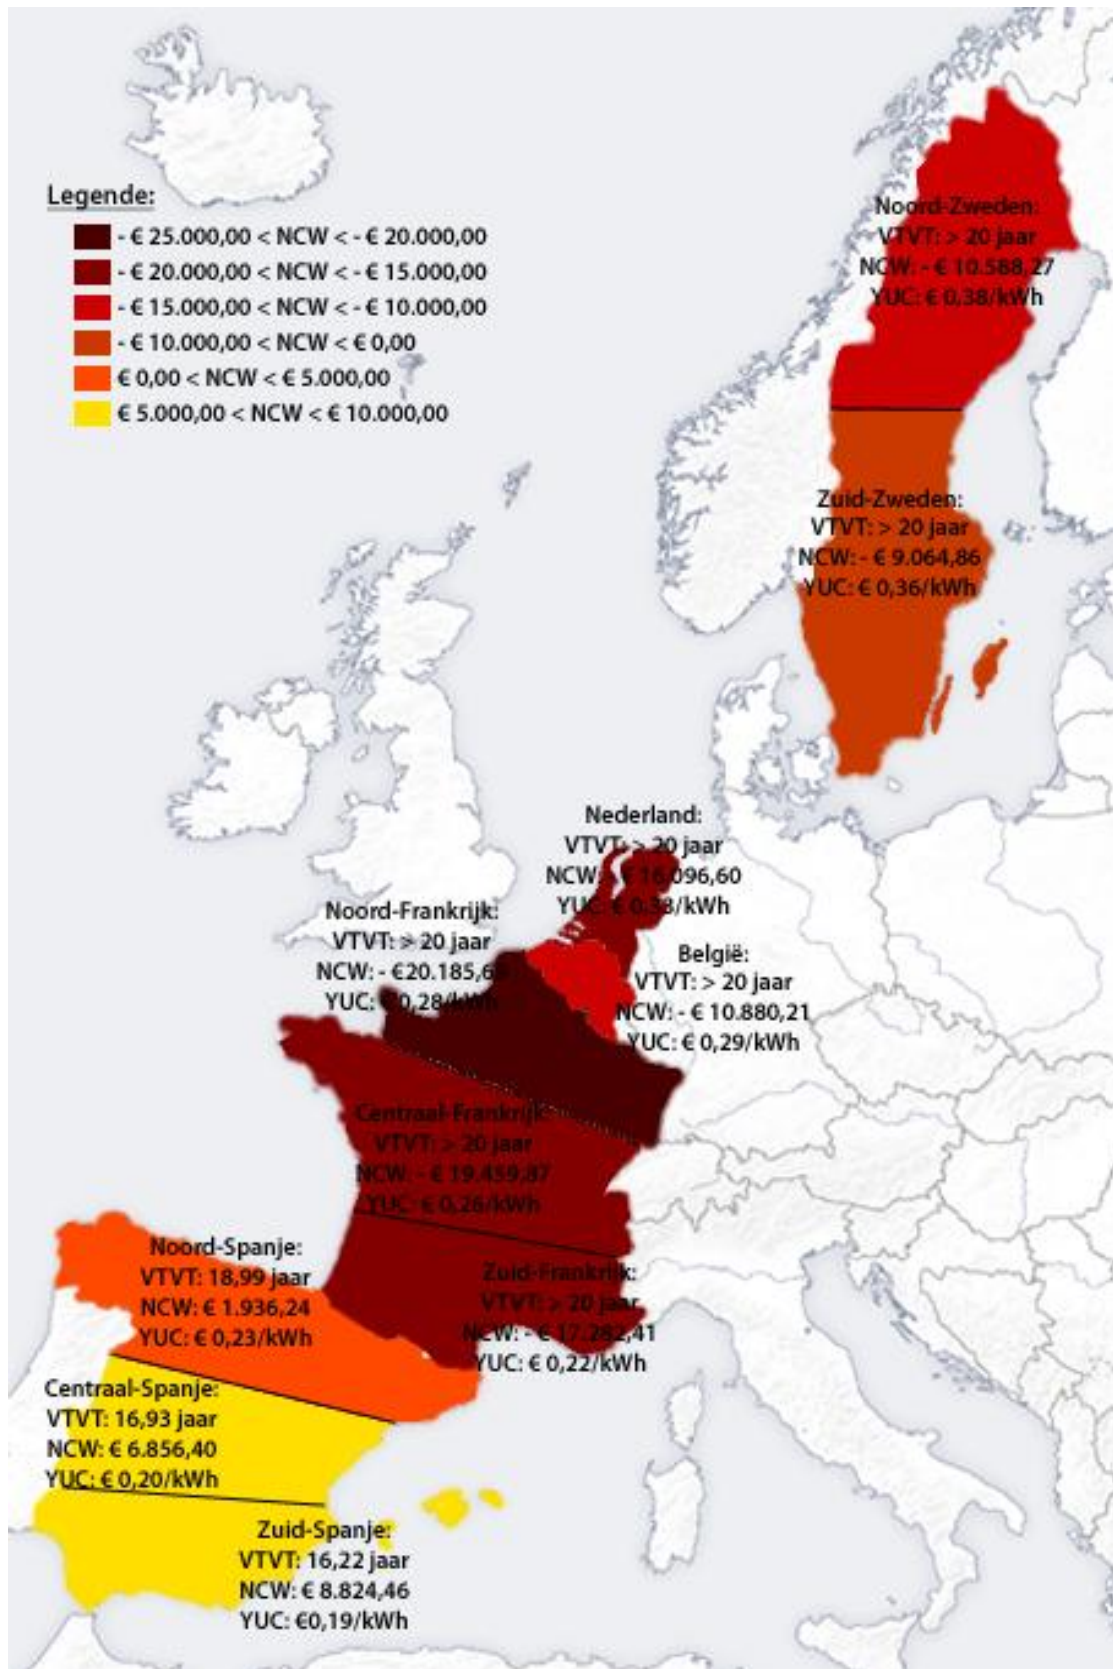 Legende:
- € 25.000,00 < NCW < - € 20.000,00
- € 20.000,00 < NCW < - € 15.000,00
- € 15.000,00 < NCW < - € 10.000,00
- € 10.000,00 < NCW < € 0,00
€ 0,00 < NCW < € 5.000,00
€ 5.000,00 < NCW < € 10.000,00
Noord-Zweden:
VTVT: > 20 jaar
NCW: - € 10.588,27
YUC: € 0,38/kWh
Zuid-Zweden:
VTVT: > 20 jaar
NCW: - € 9.064,86
YUC: € 0,36/kWh
Nederland:
VTVT: > 20 jaar
NCW: - € 16.096,60
YUC: € 0,33/kWh
Noord-Frankrijk:
VTVT: > 20 jaar
NCW: - 
YUC: € 0,28/kWh
België:
VTVT: > 20 jaar
NCW: - € 10.880,21
YUC: € 0,29/kWh
Centraal-Frankrijk:
VTVT: > 20 jaar
NCW: - € 19.459,87
YUC: € 0,26/kWh
Zuid-Frankrijk:
VTVT: > 20 jaar
NCW: - € 17.282,41
YUC: € 0,22/kWh
Noord-Spanje:
VTVT: 18,99 jaar
NCW: € 1.936,24
YUC: € 0,23/kWh
Centraal-Spanje:
VTVT: 16,93 jaar
NCW: € 6.856,40
YUC: € 0,20/kWh
Zuid-Spanje:
VTVT: 16,22 jaar
NCW: € 8.824,46
YUC: €0,19/kWh